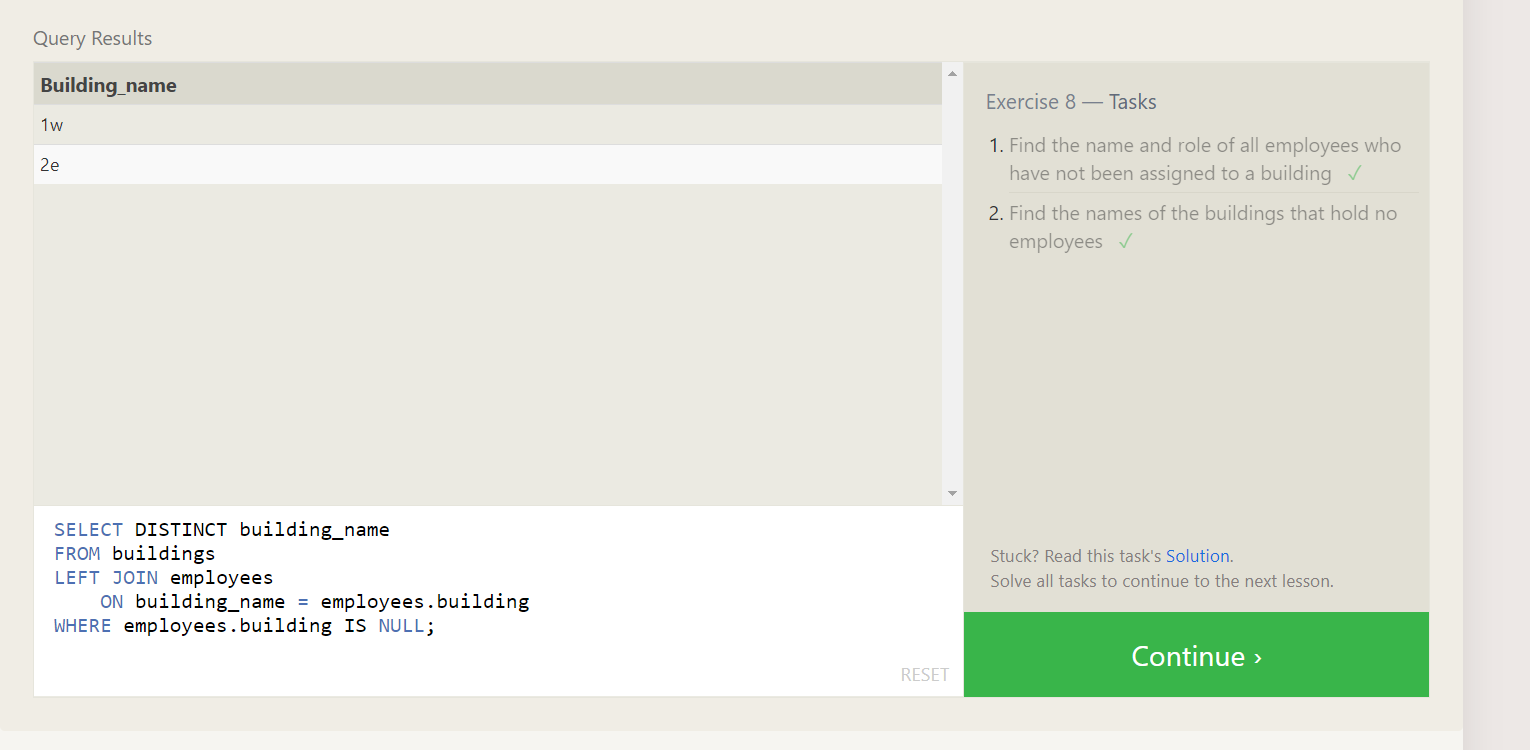 Query Results
Building_name
1w
2e
SELECT DISTINCT building_name
FROM buildings
LEFT JOIN employees
    ON building_name = employees.building
WHERE employees.building IS NULL;
RESET
Exercise 8 — Tasks
1. Find the name and role of all employees who
have not been assigned to a building ✓
2. Find the names of the buildings that hold no
employees ✓
Stuck? Read this task's Solution.
Solve all tasks to continue to the next lesson.
Continue ›